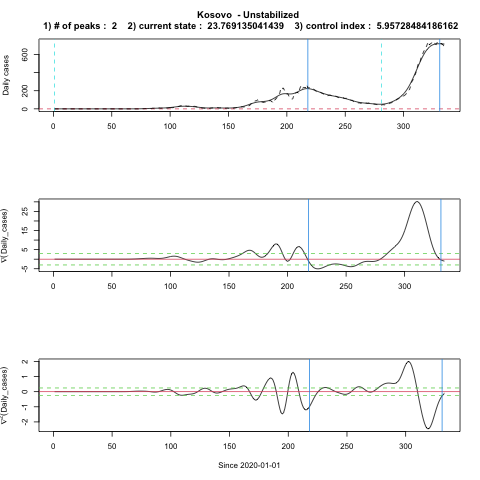 Kosovo - Unstabilized
1) # of peaks : 2 2) current state : 23.769135041439 3) control index : 5.95728484186162
Daily cases
600
200
0
0 50 100 150 200 250 300
∇(Daily_cases)
25
15
5
-5
0 50 100 150 200 250 300
∇²(Daily_cases)
2
1
0
-1
-2
0 50 100 150 200 250 300
Since 2020-01-01